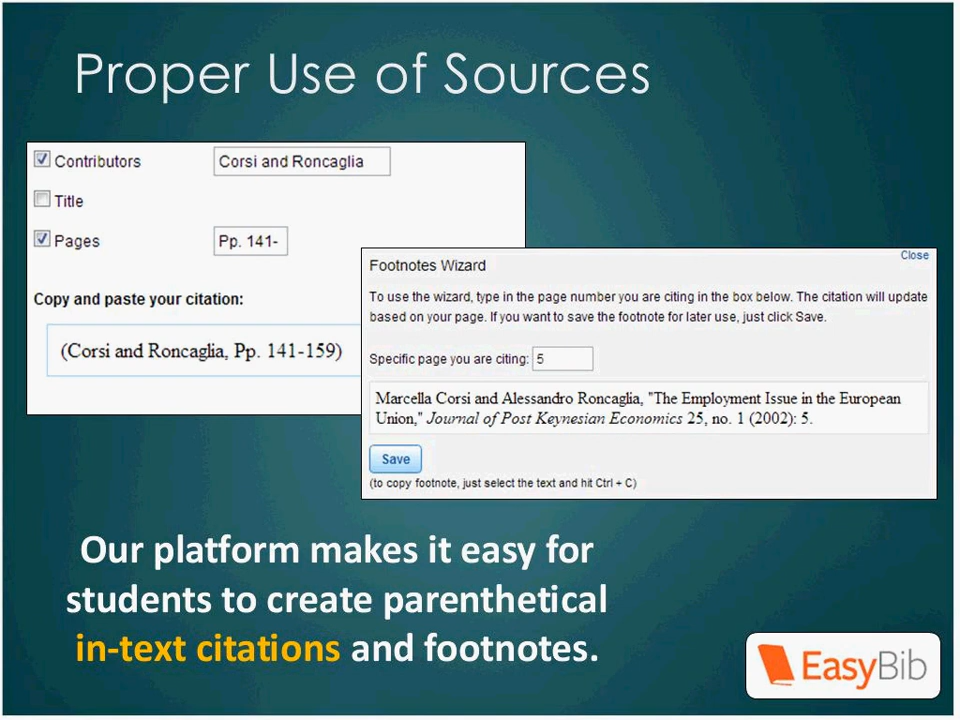 Proper Use of Sources
Contributors
Corsi and Roncaglia
Title
Pages
Pp. 141-
Copy and paste your citation:
(Corsi and Roncaglia, Pp. 141-159)
Close
Footnotes Wizard
To use the wizard, type in the page number you are citing in the box below. The citation will update
based on your page. If you want to save the footnote for later use, just click Save.
Specific page you are citing: 5
Marcella Corsi and Alessandro Roncaglia, "The Employment Issue in the European
Union," Journal of Post Keynesian Economics 25, no. 1 (2002): 5.
Save
(to copy footnote, just select the text and hit Ctrl + C)
Our platform makes it easy for
students to create parenthetical
in-text citations and footnotes.
EasyBib